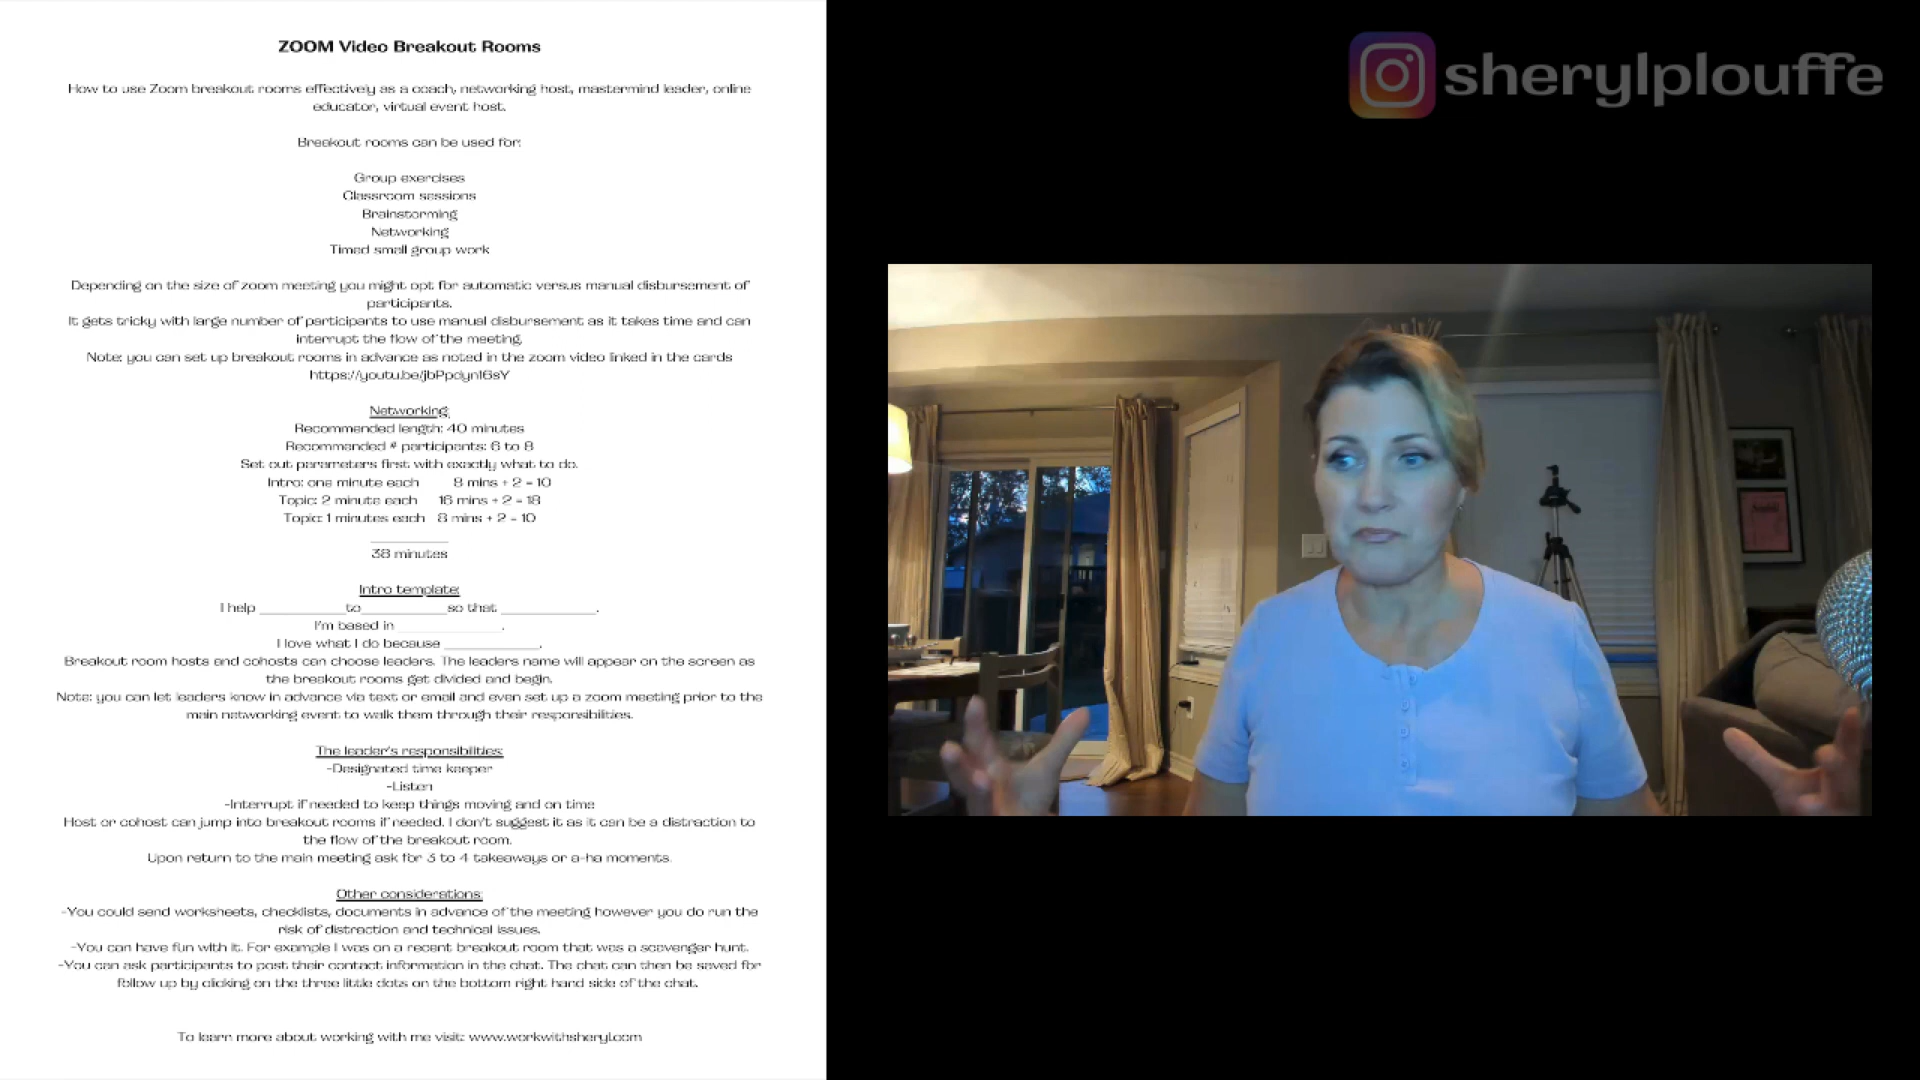 ZOOM Video Breakout Rooms
How to use Zoom breakout rooms effectively as a coach, networking host, mastermind leader, online
educator, virtual event host.
Breakout rooms can be used for:
Group exercises
Classroom sessions
Brainstorming
Networking
Timed small group work
Depending on the size of zoom meeting you might opt for automatic versus manual disbursement of
participants.
It gets tricky with large number of participants to use manual disbursement as it takes time and can
interrupt the flow of the meeting.
Note: you can set up breakout rooms in advance as noted in the zoom video linked in the cards
Networking:
Recommended length: 40 minutes
Recommended # participants: 6 to 8
Set out parameters first with exactly what to do.
Intro: one minute each 8 mins + 2 = 10
Topic: 2 minute each 16 mins + 2 = 18
Topic: 1 minutes each 8 mins + 2 = 10
38 minutes
Intro template:
I help ____________to____________so that _____________.
I'm based in ______________.
I love what I do because _____________.
Breakout room hosts and cohosts can choose leaders. The leaders name will appear on the screen as
the breakout rooms get divided and begin.
Note: you can let leaders know in advance via text or email and even set up a zoom meeting prior to the
main networking event to walk them through their responsibilities.
The leader's responsibilities:
-Designated time keeper
-Listen
-Interrupt if needed to keep things moving and on time
Host or cohost can jump into breakout rooms if needed. I don't suggest it as it can be a distraction to
the flow of the breakout room.
Upon return to the main meeting ask for 3 to 4 takeaways or a-ha moments.
Other considerations:
-You could send worksheets, checklists, documents in advance of the meeting however you do run the
risk of distraction and technical issues.
-You can have fun with it. For example I was on a recent breakout room that was a scavenger hunt.
-You can ask participants to post their contact information in the chat. The chat can then be saved for
follow up by clicking on the three little dots on the bottom right hand side of the chat.
To learn more about working with me visit: www.workwithsheryl.com
sherylplouffe